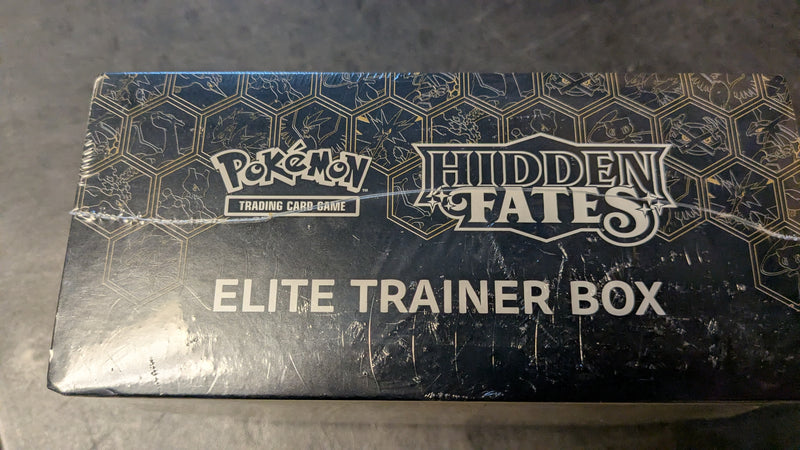 Pokémon
TRADING CARD GAME
HIDDEN
FATES
ELITE TRAINER BOX